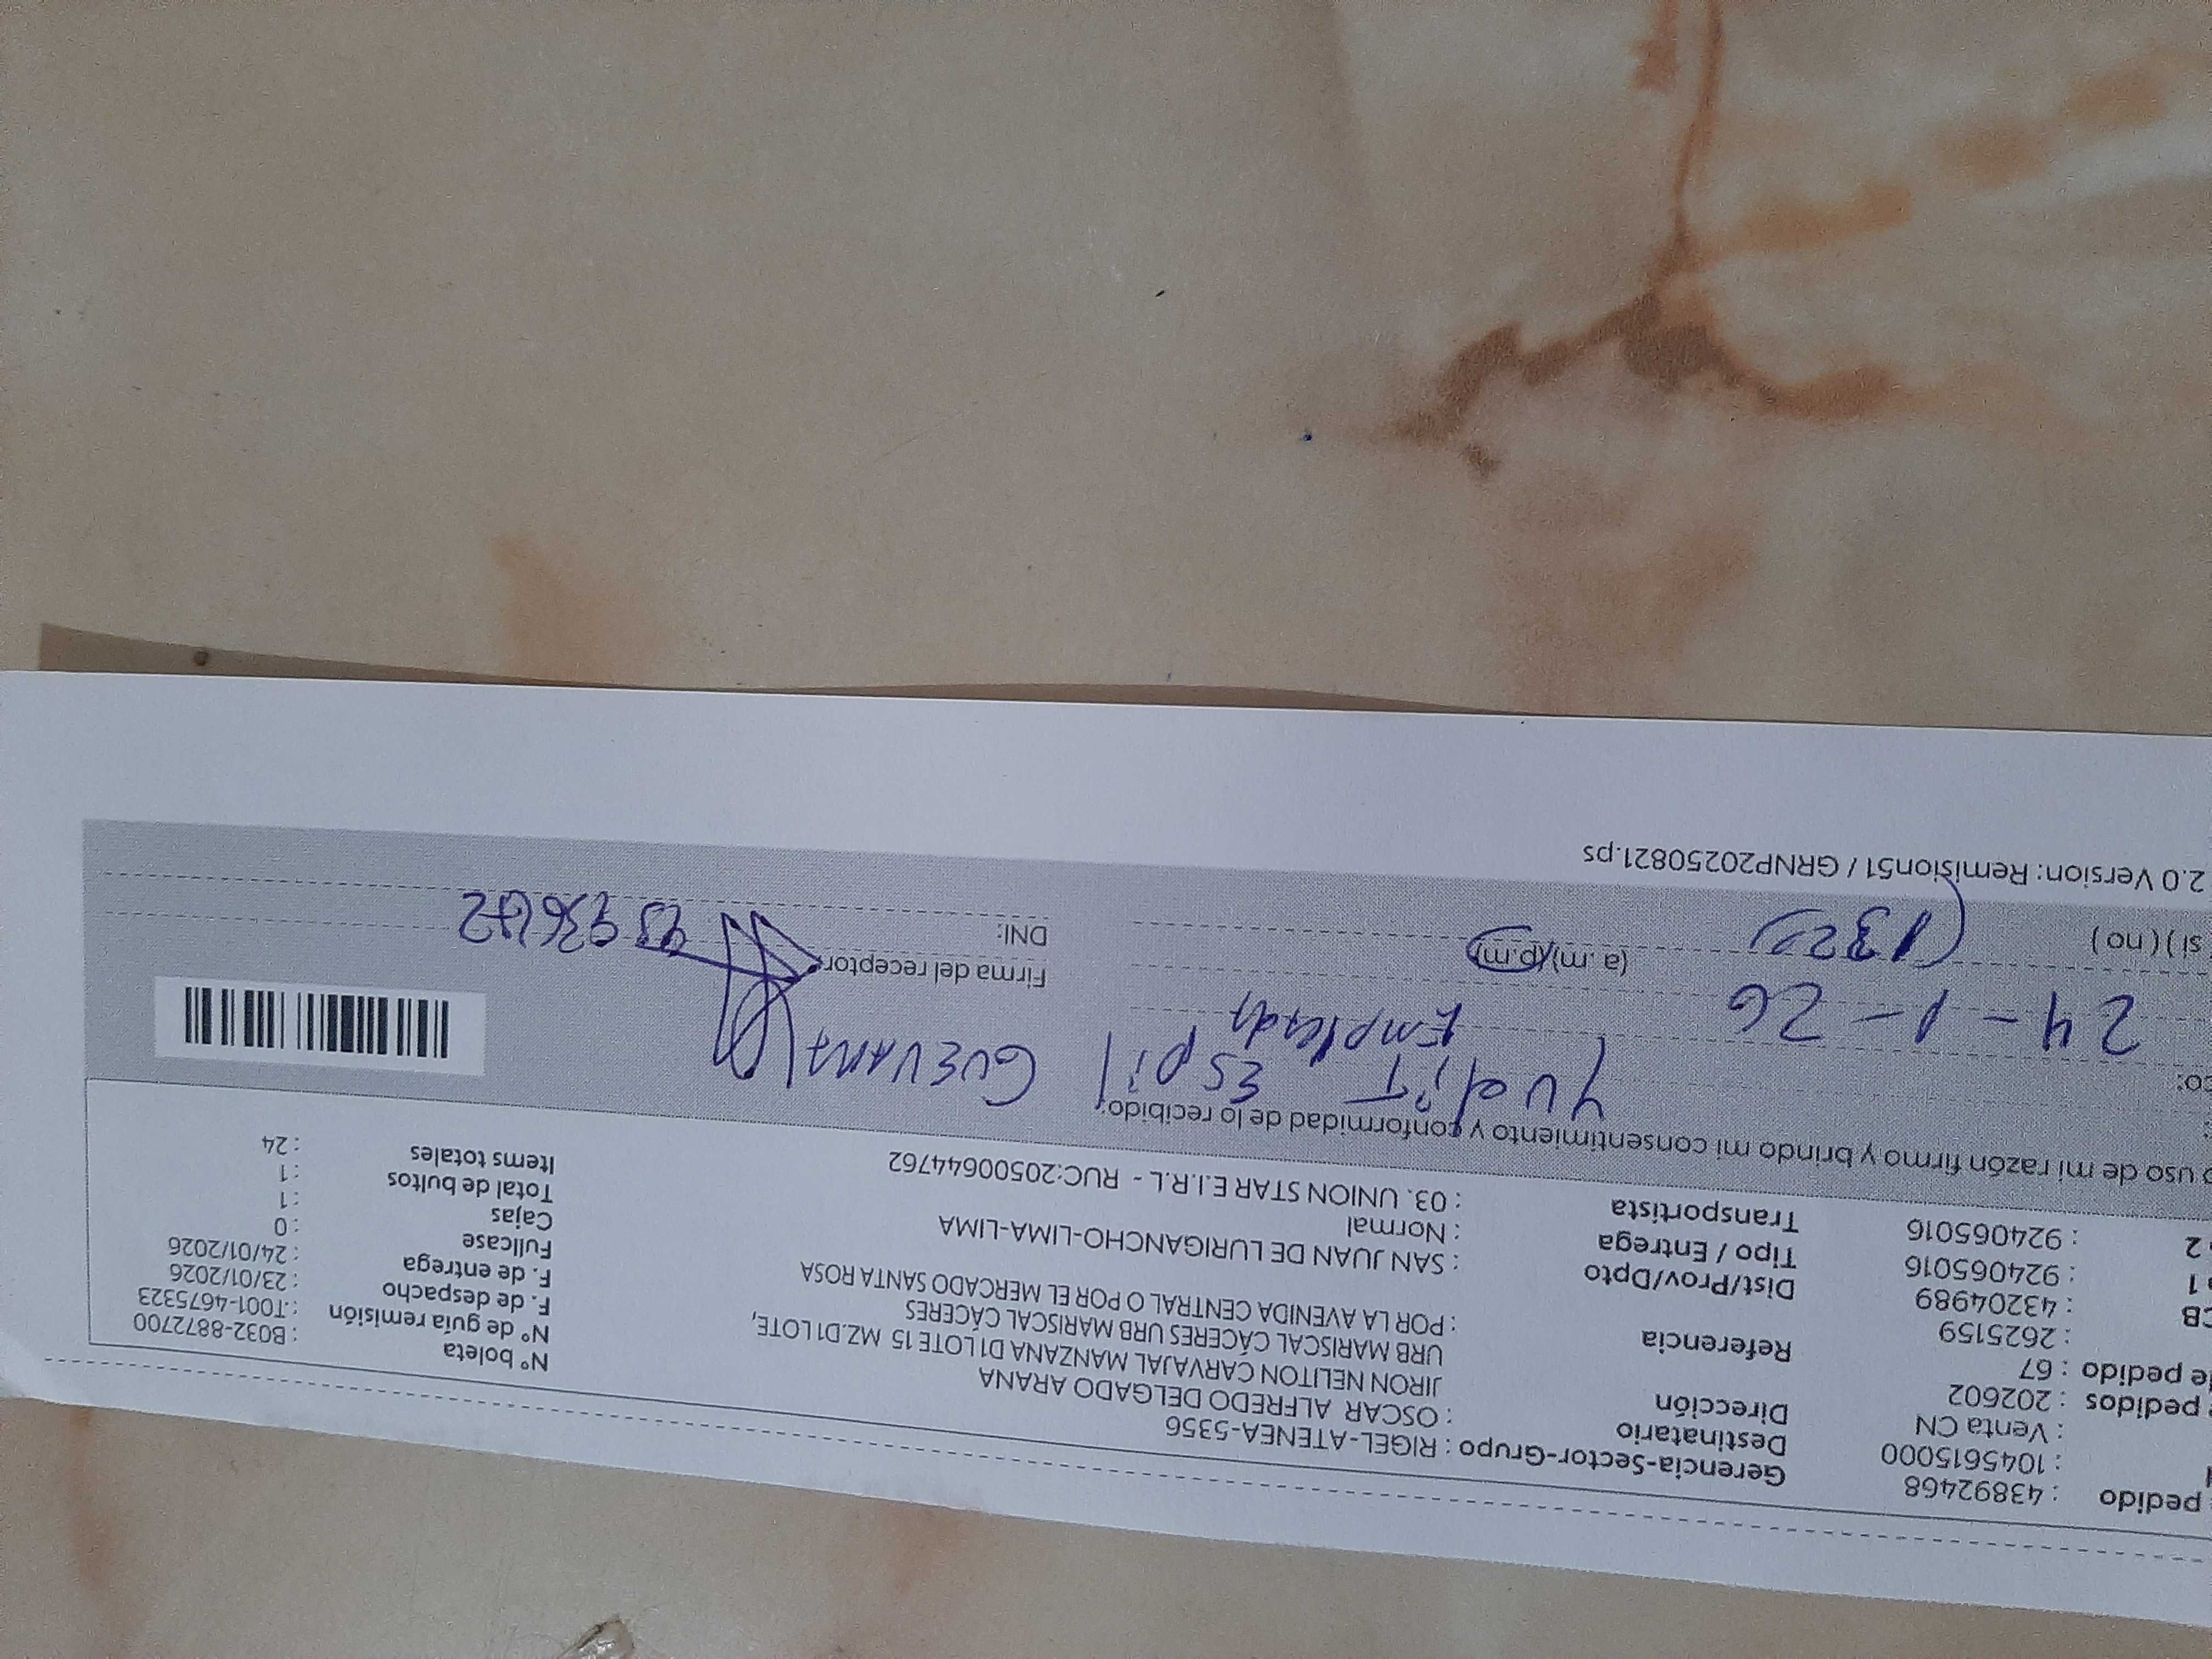 pedido : 43892468
: 1045615000
: Venta CN
pedidos : 202602
e pedido : 67
: 2625159
CB : 43204989
1 : 924065016
2 : 924065016
Gerencia-Sector-Grupo : RIGEL-ATENEA-5356
Destinatario : OSCAR ALFREDO DELGADO ARANA
Dirección JIRON NELITON CARVAJAL MANZANA D1 LOTE 15 MZ.D1 LOTE,
URB MARISCAL CÁCERES URB MARISCAL CÁCERES
Referencia : POR LA AVENIDA CENTRAL O POR EL MERCADO SANTA ROSA
Dist/Prov/Dpto : SAN JUAN DE LURIGANCHO-LIMA-LIMA
Tipo / Entrega : Normal
Transportista : 03. UNION STAR E.I.R.L - RUC:20500644762
Nº boleta : B032-8872700
Nº de guía remisión : T001-4675323
F. de despacho : 23/01/2026
F. de entrega : 24/01/2026
Fullcase : 0
Cajas : 1
Total de bultos : 1
Items totales : 24
uso de mi razón firmo y brindo mi consentimiento y conformidad de lo recibido:
co:
Yudit Espil GUEVARA
Empleada
24-1-26
(a.m)(p.m)
Firma del receptor
si ) ( no )
DNI:
2.0 Version: Remision51 / GRNP20250821.ps